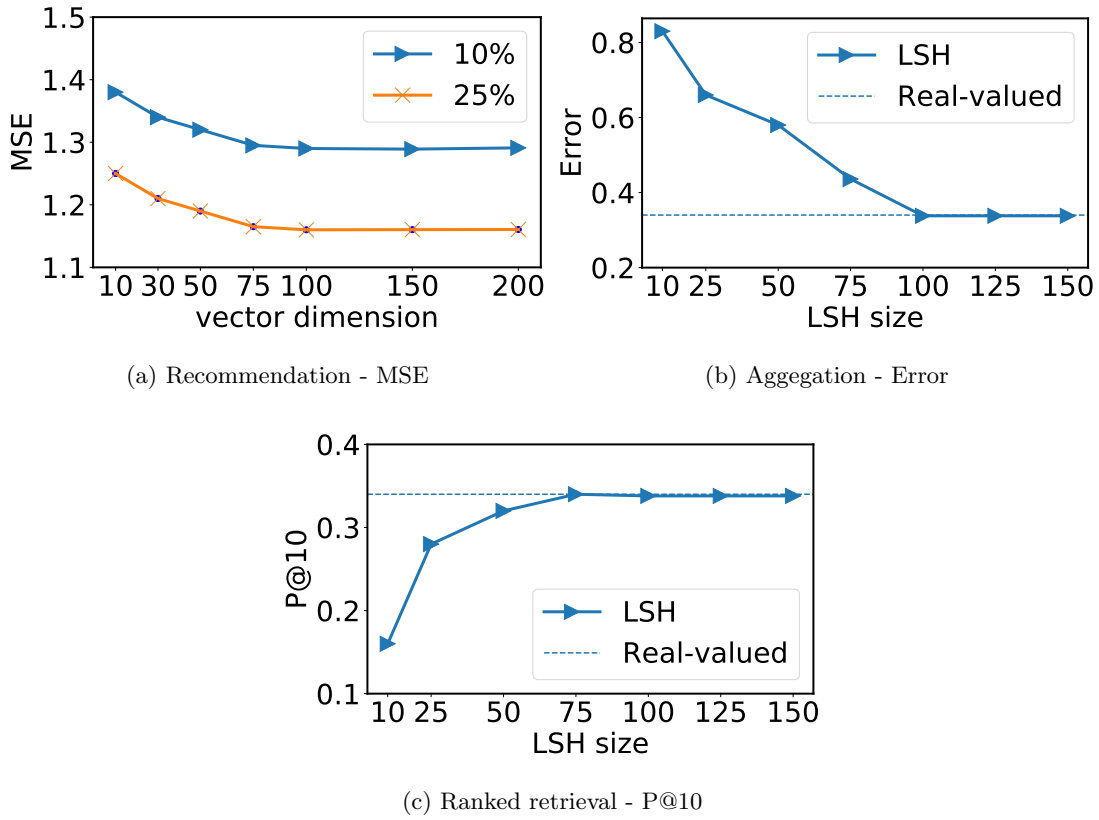 1.5
1.4
1.3
1.2
1.1
MSE
10%
25%
10 30 50 75 100 150 200
vector dimension
(a) Recommendation - MSE
0.8
0.6
0.4
0.2
Error
LSH
Real-valued
10 25 50 75 100 125 150
LSH size
(b) Aggegation - Error
0.4
0.3
0.2
0.1
P@10
LSH
Real-valued
10 25 50 75 100 125 150
LSH size
(c) Ranked retrieval - P@10